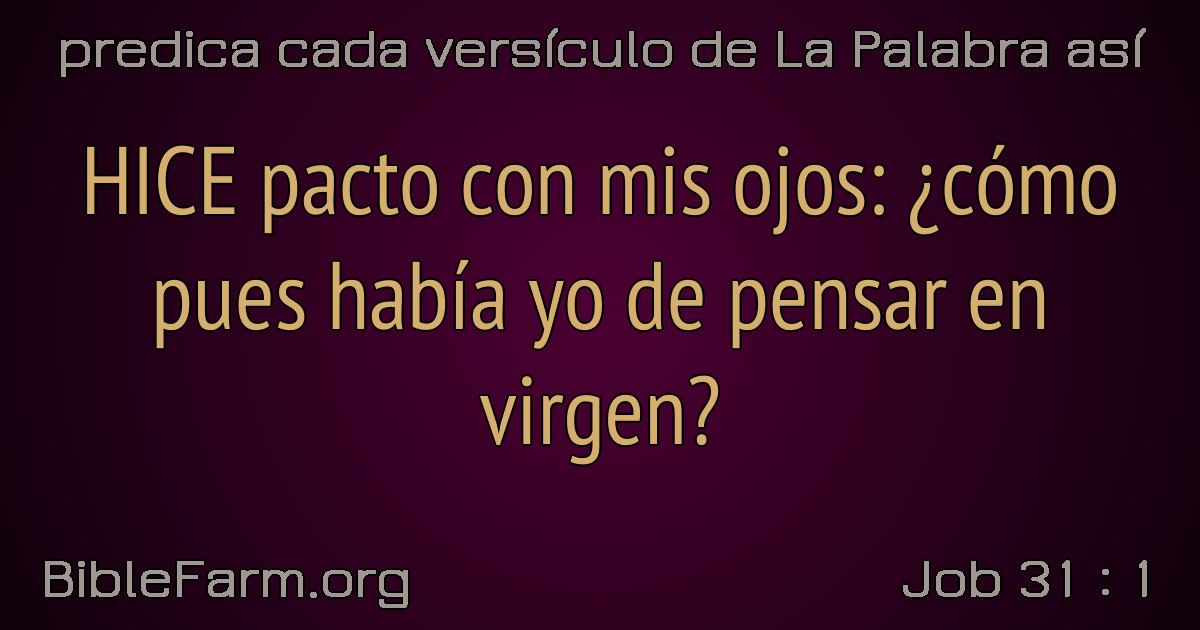 predica cada versículo de La Palabra así
HICE pacto con mis ojos: ¿cómo
pues había yo de pensar en
virgen?
BibleFarm.org
Job 31 : 1